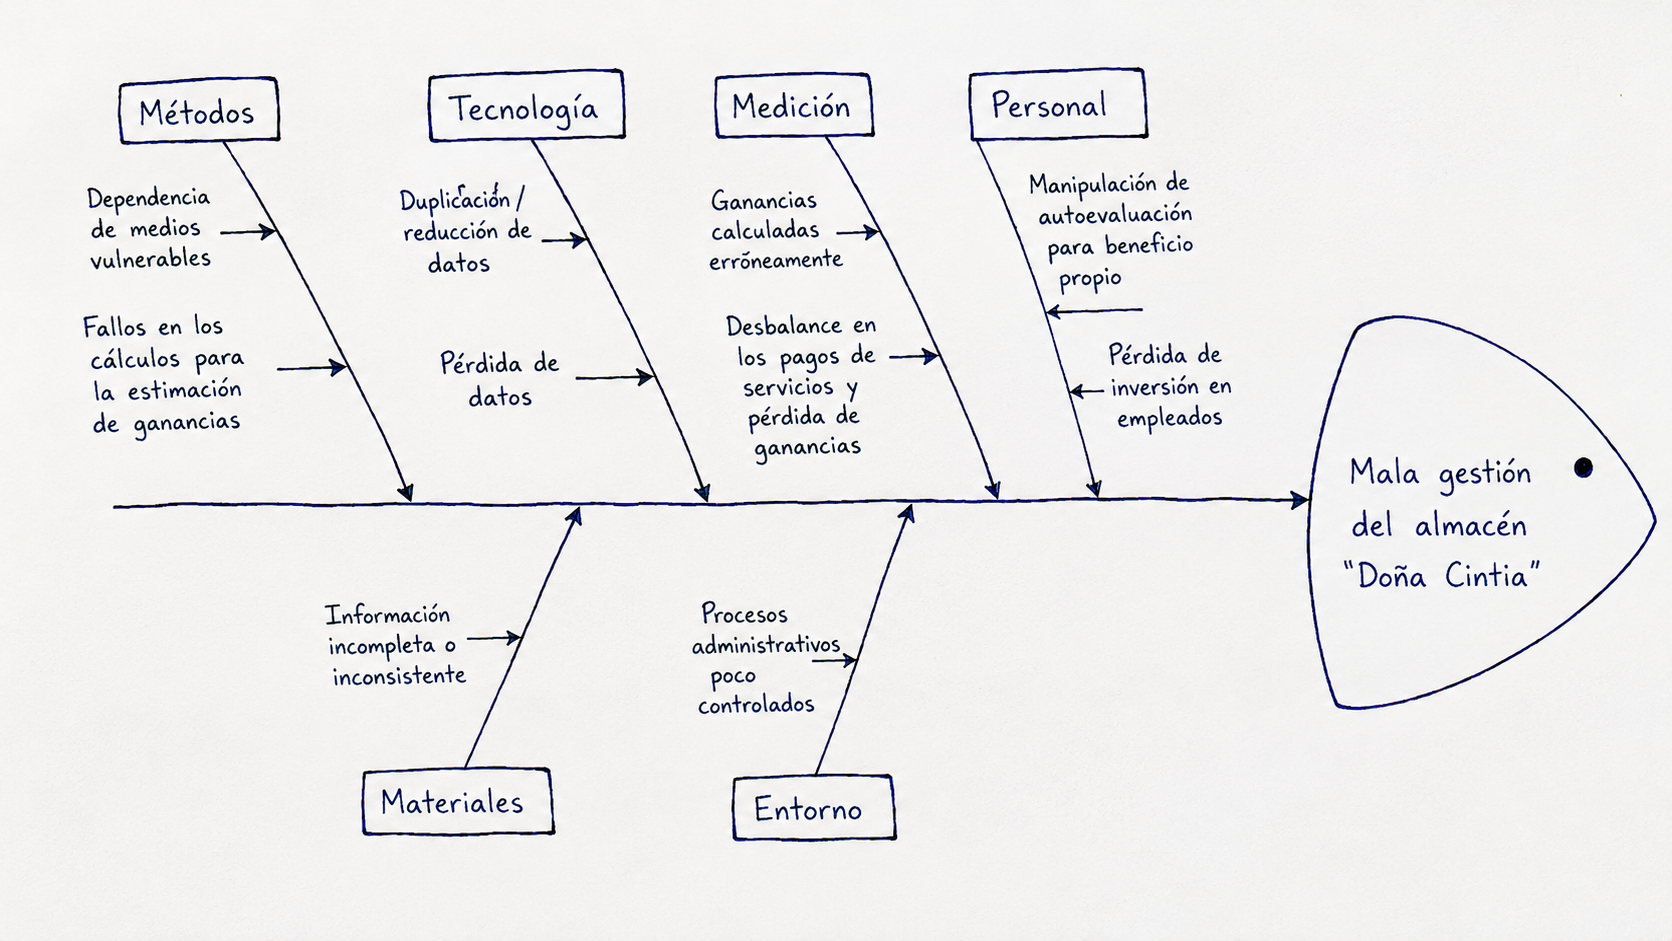 Métodos
Tecnología
Medición
Personal
Dependencia
de medios
vulnerables
Fallos en los
cálculos para
la estimación
de ganancias
Duplicación /
reducción de
datos
Pérdida de
datos
Ganancias
calculadas
erróneamente
Desbalance en
los pagos de
servicios y
pérdida de
ganancias
Manipulación de
autoevaluación
para beneficio
propio
Pérdida de
inversión en
empleados
Mala gestión
del almacén
"Doña Cintia"
Información
incompleta o
inconsistente
Procesos
administrativos
poco
controlados
Materiales
Entorno